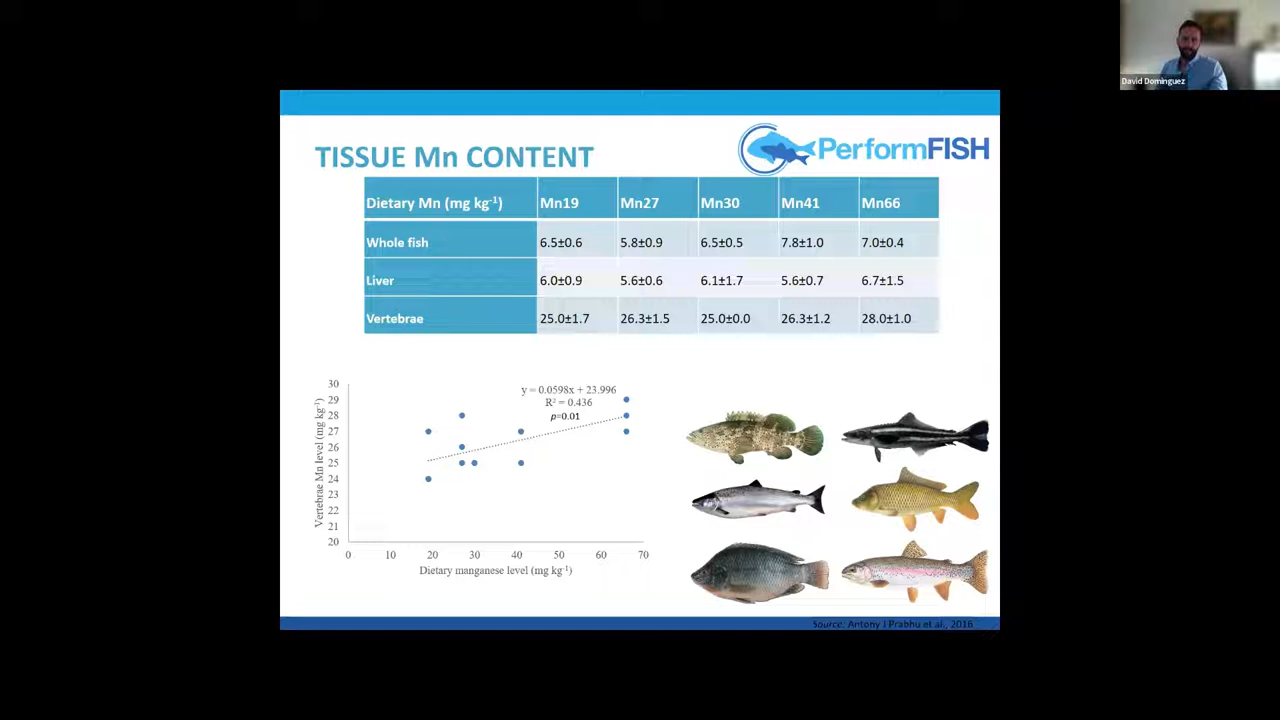 David Dominguez
TISSUE Mn CONTENT
PerformFISH
Dietary Mn (mg kg⁻¹) Mn19 Mn27 Mn30 Mn41 Mn66
Whole fish 6.5±0.6 5.8±0.9 6.5±0.5 7.8±1.0 7.0±0.4
Liver 6.0±0.9 5.6±0.6 6.1±1.7 5.6±0.7 6.7±1.5
Vertebrae 25.0±1.7 26.3±1.5 25.0±0.0 26.3±1.2 28.0±1.0
Vertebrae Mn level (mg kg⁻¹)
30
29
28
27
26
25
24
23
22
21
20
y = 0.0598x + 23.996
R² = 0.436
p=0.01
0 10 20 30 40 50 60 70
Dietary manganese level (mg kg⁻¹)
Source: Antony J Prabhu et al., 2016